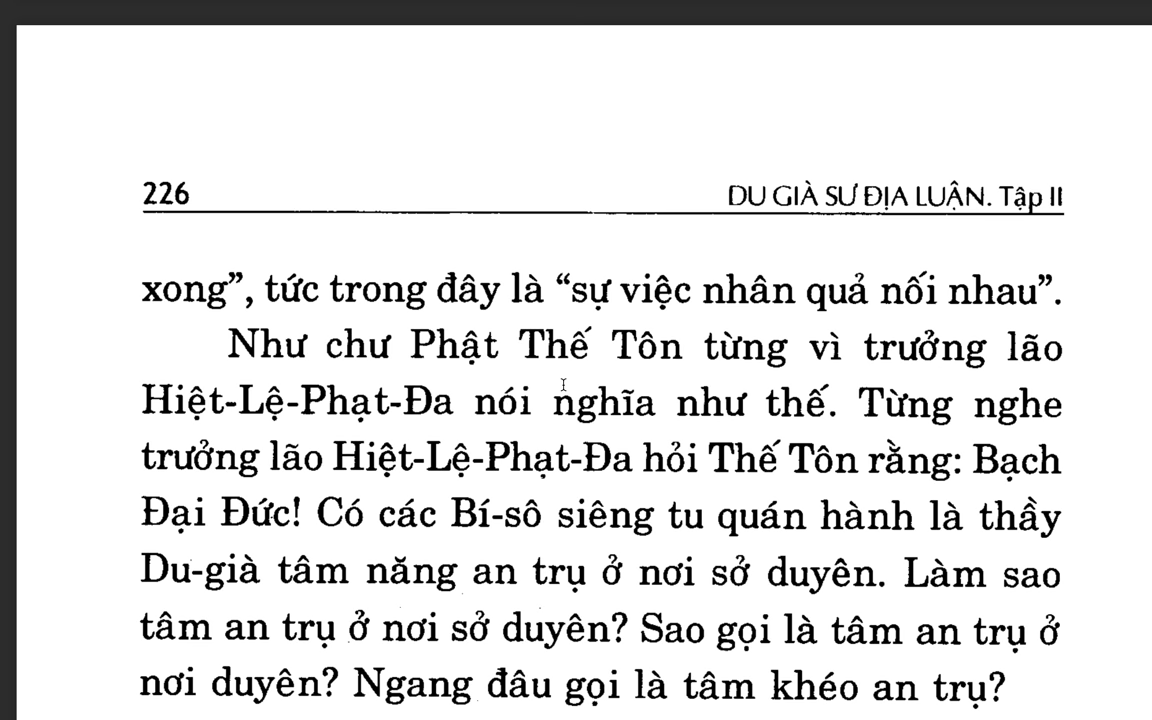 226
DU GIÀ SƯ ĐỊA LUẬN. Tập II
xong”, tức trong đây là “sự việc nhân quả nối nhau”.
Như chư Phật Thế Tôn từng vì trưởng lão
Hiệt-Lệ-Phạt-Đa nói nghĩa như thế. Từng nghe
trưởng lão Hiệt-Lệ-Phạt-Đa hỏi Thế Tôn rằng: Bạch
Đại Đức! Có các Bí-sô siêng tu quán hành là thầy
Du-già tâm năng an trụ ở nơi sở duyên. Làm sao
tâm an trụ ở nơi sở duyên? Sao gọi là tâm an trụ ở
nơi duyên? Ngang đâu gọi là tâm khéo an trụ?